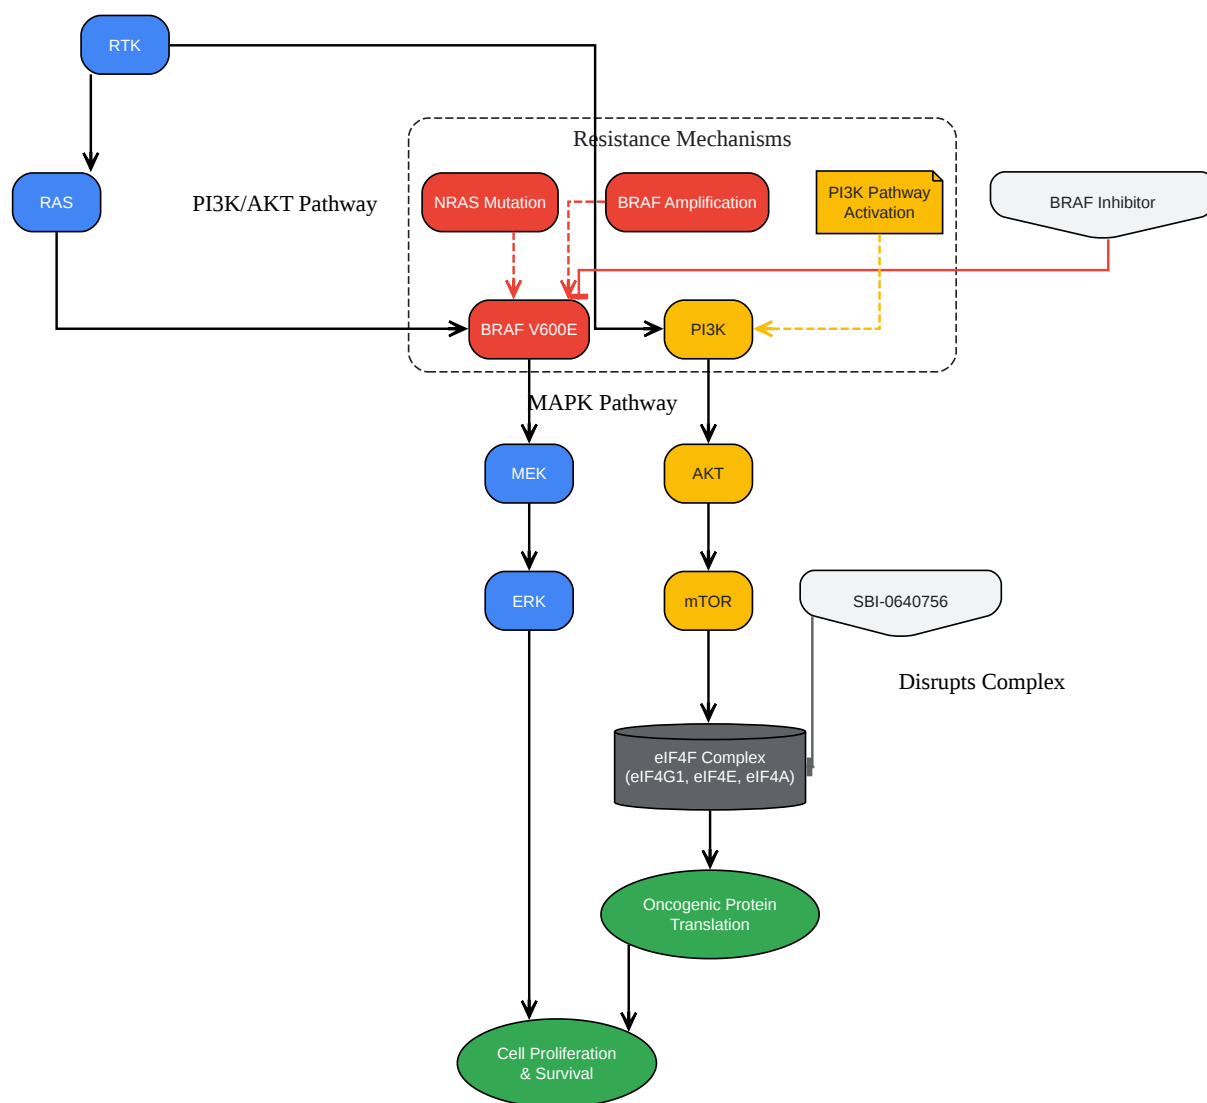 RTK
Resistance Mechanisms
RAS
PI3K/AKT Pathway
NRAS Mutation
BRAF Amplification
PI3K Pathway
Activation
BRAF Inhibitor
BRAF V600E
PI3K
MAPK Pathway
MEK
AKT
ERK
mTOR
SBI-0640756
Disrupts Complex
eIF4F Complex
(eIF4G1, eIF4E, eIF4A)
Oncogenic Protein
Translation
Cell Proliferation
& Survival